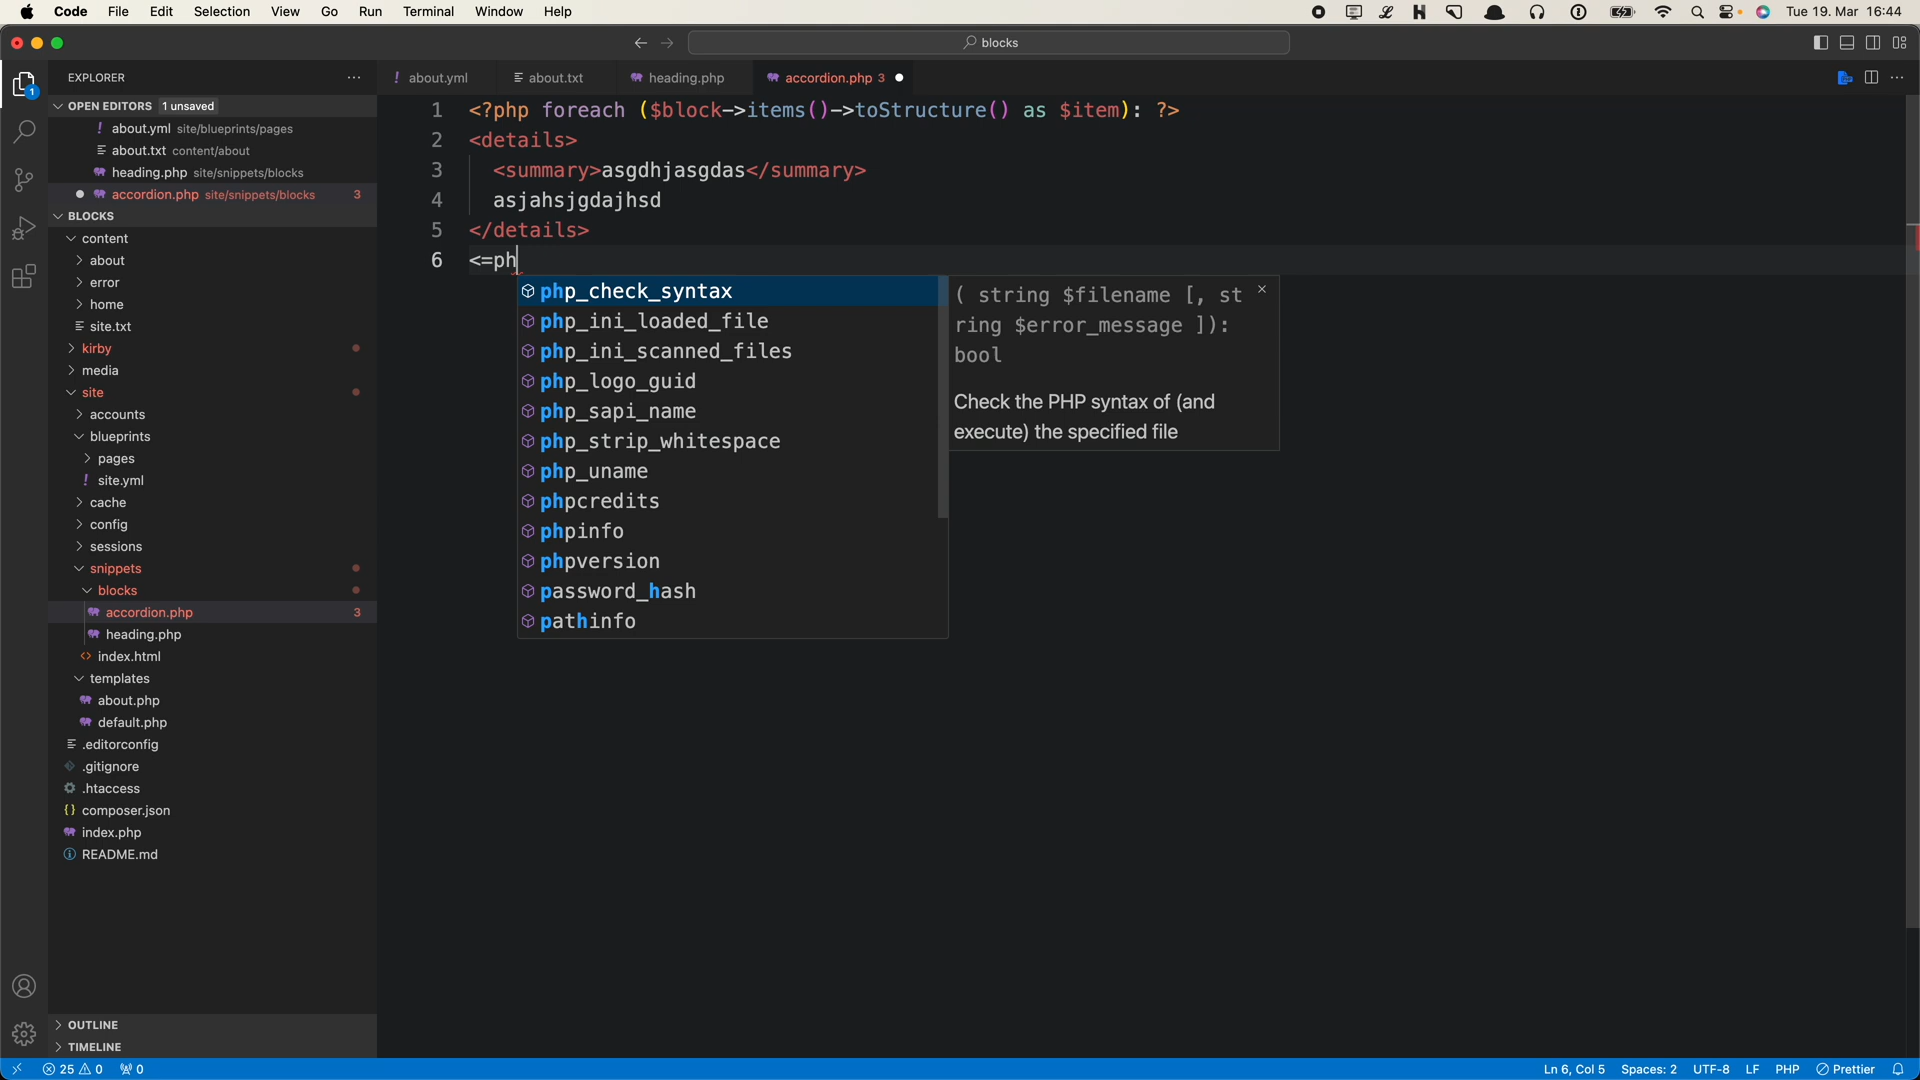 Code File Edit Selection View Go Run Terminal Window Help Tue 19. Mar 16:44
blocks
EXPLORER
about.yml about.txt heading.php accordion.php 3
OPEN EDITORS 1 unsaved
about.yml site/blueprints/pages
about.txt content/about
heading.php site/snippets/blocks
accordion.php site/snippets/blocks 3
BLOCKS
content
about
error
home
site.txt
kirby
media
site
accounts
blueprints
pages
site.yml
cache
config
sessions
snippets
blocks
accordion.php 3
heading.php
index.html
templates
about.php
default.php
.editorconfig
.gitignore
.htaccess
composer.json
index.php
README.md
OUTLINE
TIMELINE
1 <?php foreach ($block->items()->toStructure() as $item): ?>
2 <details>
3 <summary>asgdhjasgdas</summary>
4 asjahsjgdajhsd
5 </details>
6 <=ph
php_check_syntax
php_ini_loaded_file
php_ini_scanned_files
php_logo_guid
php_sapi_name
php_strip_whitespace
php_uname
phpcredits
phpinfo
phpversion
password_hash
pathinfo
( string $filename [, st
ring $error_message ]):
bool
Check the PHP syntax of (and
execute) the specified file
25 0 0 Ln 6, Col 5 Spaces: 2 UTF-8 LF PHP Prettier